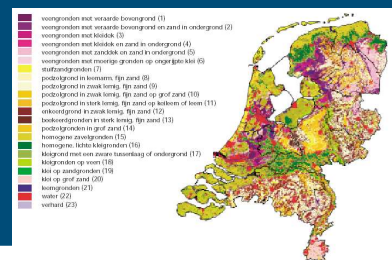 veengronden met veraarde bovengrond (1)
veengronden met veraarde bovengrond en zand in ondergrond (2)
veengronden met kleidek (3)
veengronden met kleidek en zand in ondergrond (4)
veengronden met zanddek en zand in ondergrond (5)
veengronden met moerige gronden op ongerijpte klei (6)
stuifzandgronden (7)
podzolgrond in leemarm, fijn zand (8)
podzolgrond in zwak lemig, fijn zand (9)
podzolgrond in zwak lemig, fijn zand op grof zand (10)
podzolgrond in sterk lemig, fijn zand op keileem of leem (11)
enkeerdgrond in zwak lemig, fijn zand (12)
beekeerdgronden in sterk lemig, fijn zand (13)
podzolgronden in grof zand (14)
homogene zavelgronden (15)
homogene, lichte kleigronden (16)
kleigrond met een zware tussenlaag of ondergrond (17)
kleigronden op veen (18)
klei op zandgronden (19)
klei op grof zand (20)
leemgronden (21)
water (22)
verhard (23)